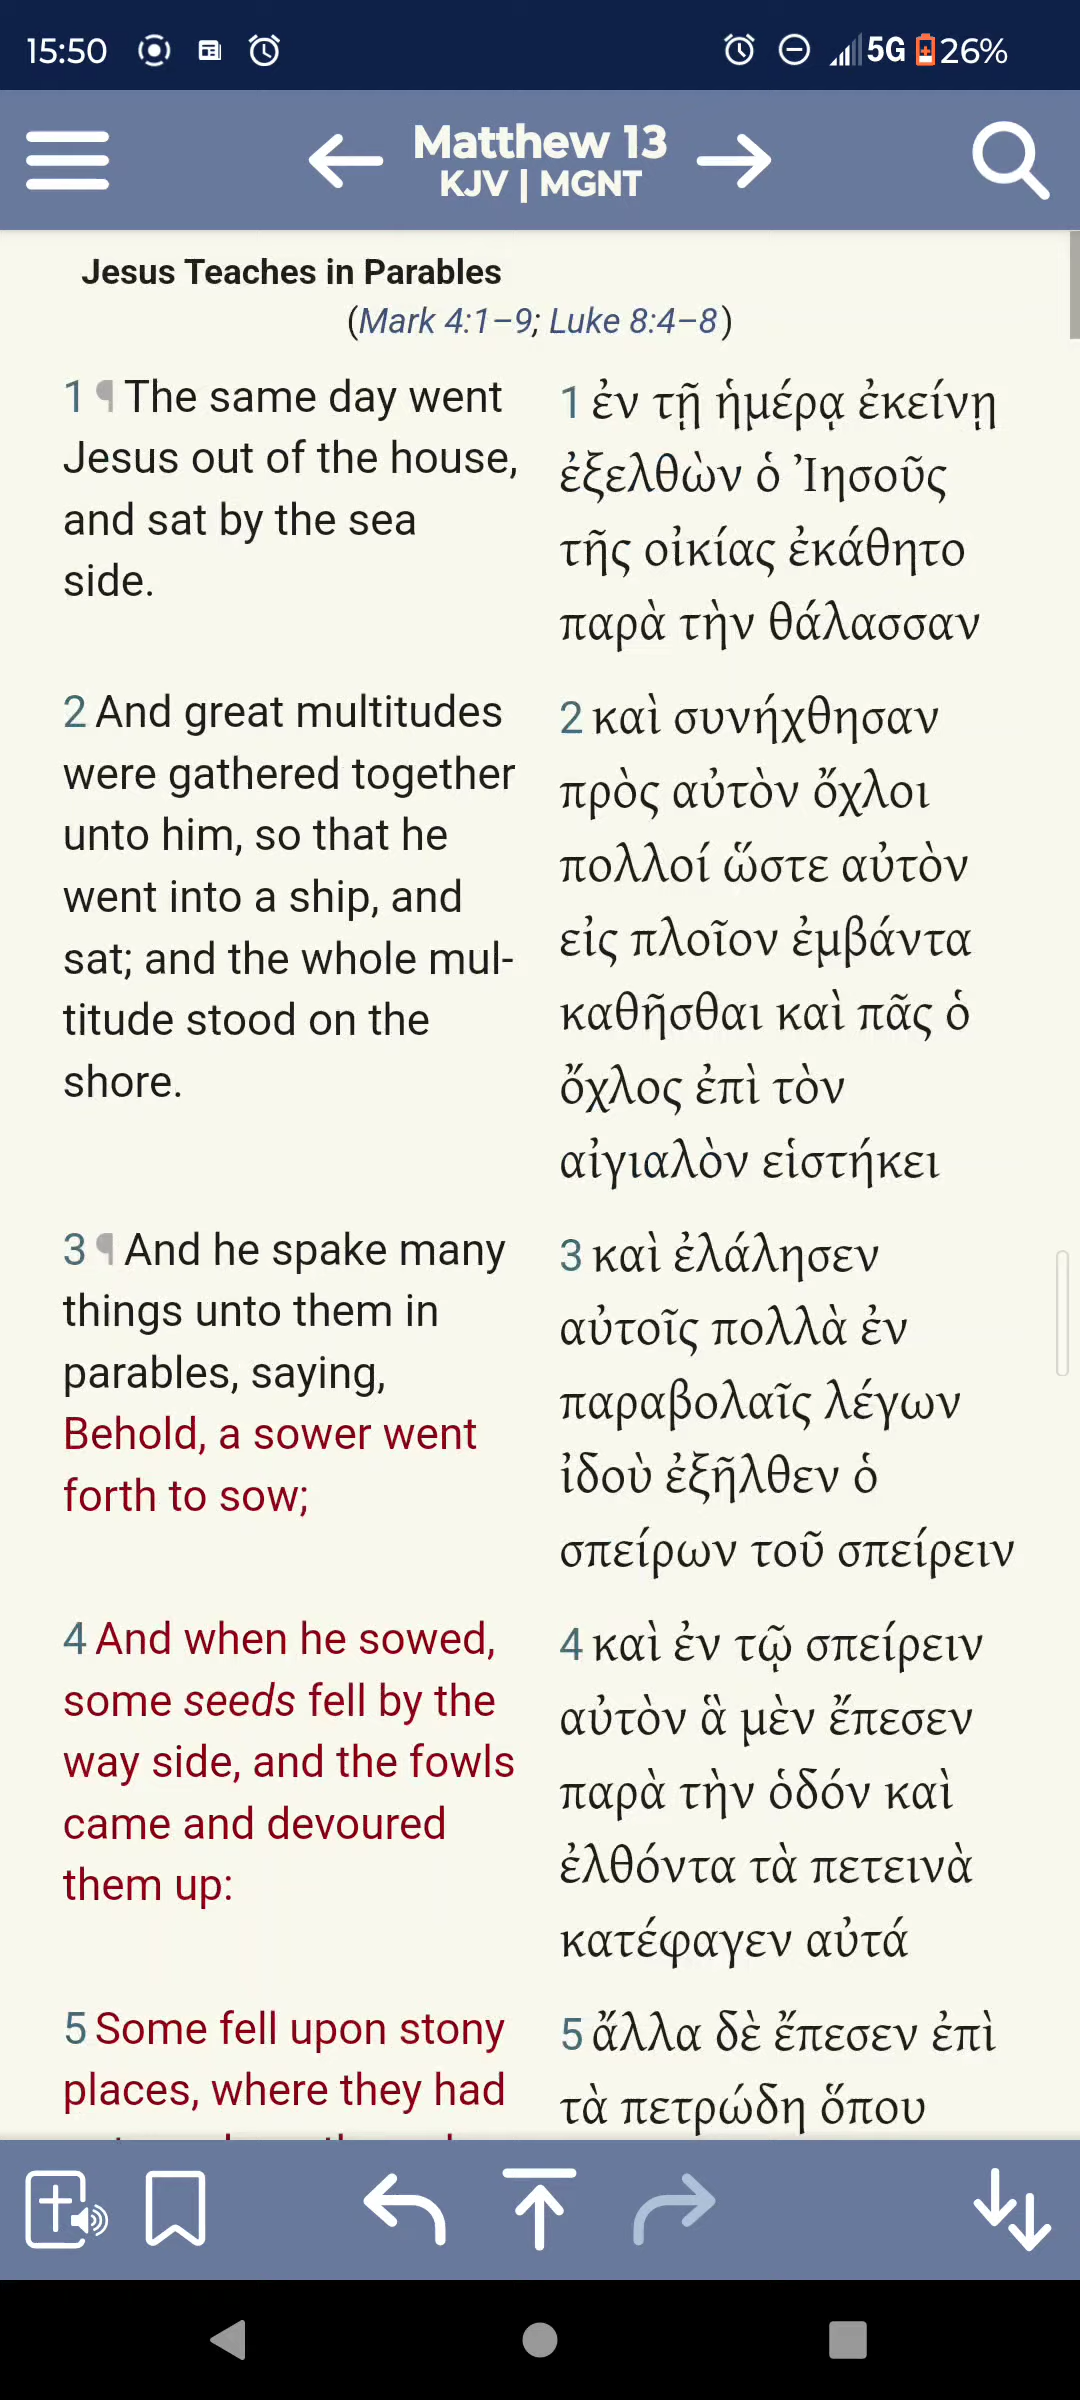 15:50 5G 26%
Matthew 13
KJV | MGNT
Jesus Teaches in Parables
(Mark 4:1–9; Luke 8:4–8)
1 ¶ The same day went
Jesus out of the house,
and sat by the sea
side.
1 ἐν τῇ ἡμέρᾳ ἐκείνῃ
ἐξελθὼν ὁ Ἰησοῦς
τῆς οἰκίας ἐκάθητο
παρὰ τὴν θάλασσαν
2 And great multitudes
were gathered together
unto him, so that he
went into a ship, and
sat; and the whole mul-
titude stood on the
shore.
2 καὶ συνήχθησαν
πρὸς αὐτὸν ὄχλοι
πολλοί ὥστε αὐτὸν
εἰς πλοῖον ἐμβάντα
καθῆσθαι καὶ πᾶς ὁ
ὄχλος ἐπὶ τὸν
αἰγιαλὸν εἱστήκει
3 ¶ And he spake many
things unto them in
parables, saying,
Behold, a sower went
forth to sow;
3 καὶ ἐλάλησεν
αὐτοῖς πολλὰ ἐν
παραβολαῖς λέγων
ἰδοὺ ἐξῆλθεν ὁ
σπείρων τοῦ σπείρειν
4 And when he sowed,
some seeds fell by the
way side, and the fowls
came and devoured
them up:
4 καὶ ἐν τῷ σπείρειν
αὐτὸν ἃ μὲν ἔπεσεν
παρὰ τὴν ὁδόν καὶ
ἐλθόντα τὰ πετεινὰ
κατέφαγεν αὐτά
5 Some fell upon stony
places, where they had
5 ἄλλα δὲ ἔπεσεν ἐπὶ
τὰ πετρώδη ὅπου